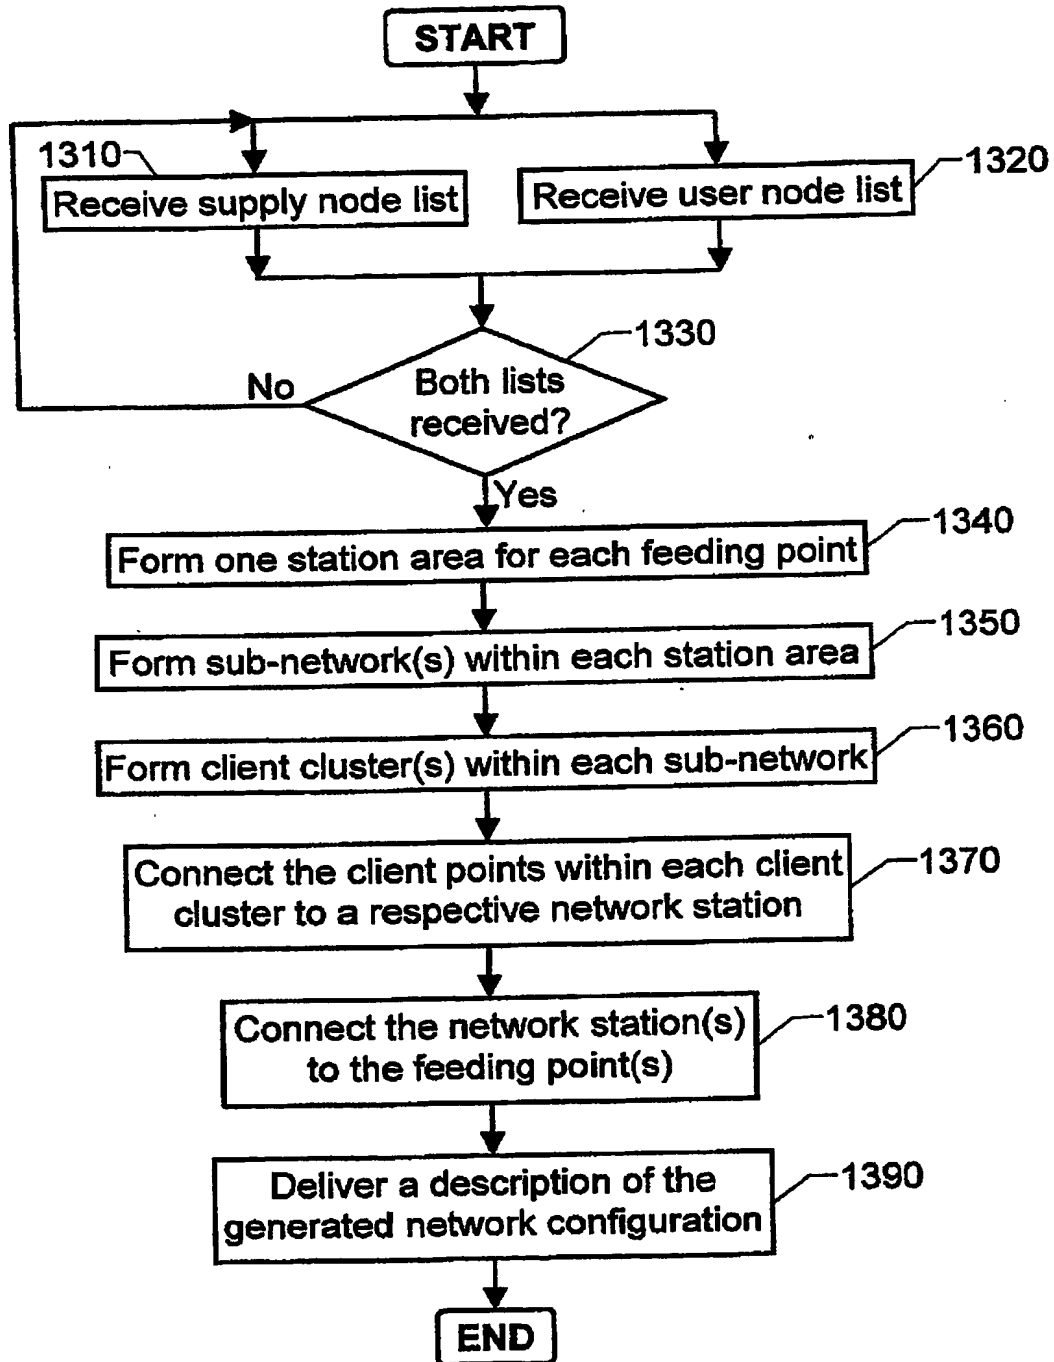 START
1310
1320
Receive supply node list
Receive user node list
1330
Both lists
received?
No
Yes
1340
Form one station area for each feeding point
1350
Form sub-network(s) within each station area
1360
Form client cluster(s) within each sub-network
1370
Connect the client points within each client
cluster to a respective network station
1380
Connect the network station(s)
to the feeding point(s)
1390
Deliver a description of the
generated network configuration
END